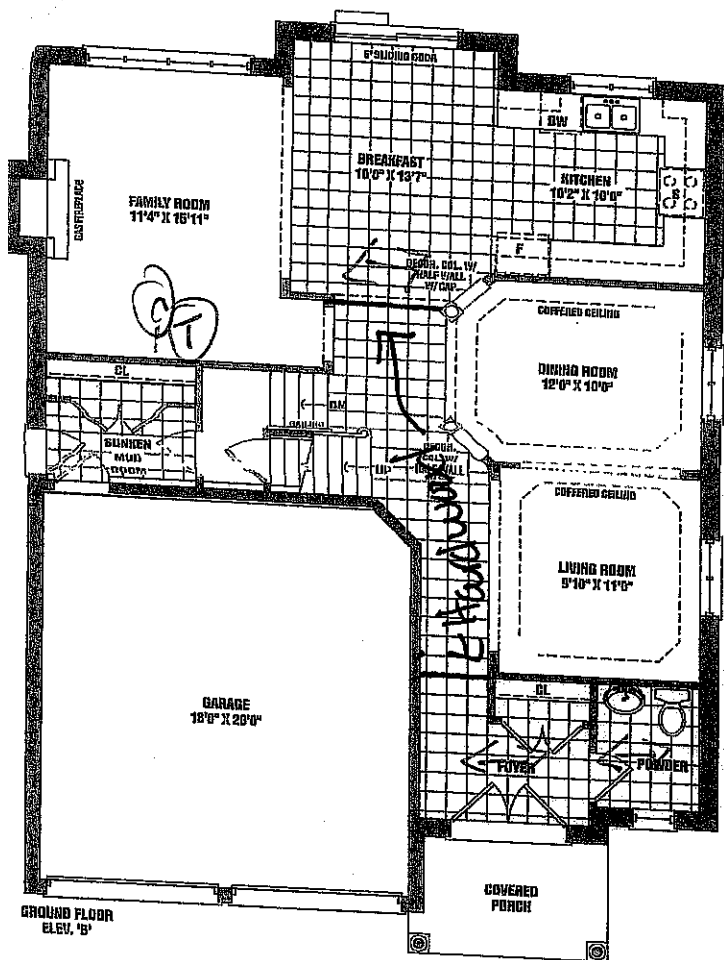 6' SLIDING DOOR
DW
BREAKFAST
10'0" X 13'7"
KITCHEN
10'2" X 10'0"
FAMILY ROOM
11'4" X 15'11"
GAS FIREPLACE
F
DECOR. COL. W/
HALF WALL
W/ CAP
C
T
COFFERED CEILING
DINING ROOM
12'0" X 10'0"
CL
DN
RAILING
SUNKEN
MUD
ROOM
UP
DECOR.
COL. W/
HALF WALL
COFFERED CEILING
Hardwood
LIVING ROOM
9'10" X 11'0"
GARAGE
18'0" X 20'0"
CL
FOYER
POWDER
COVERED
PORCH
GROUND FLOOR
ELEV. 'B'